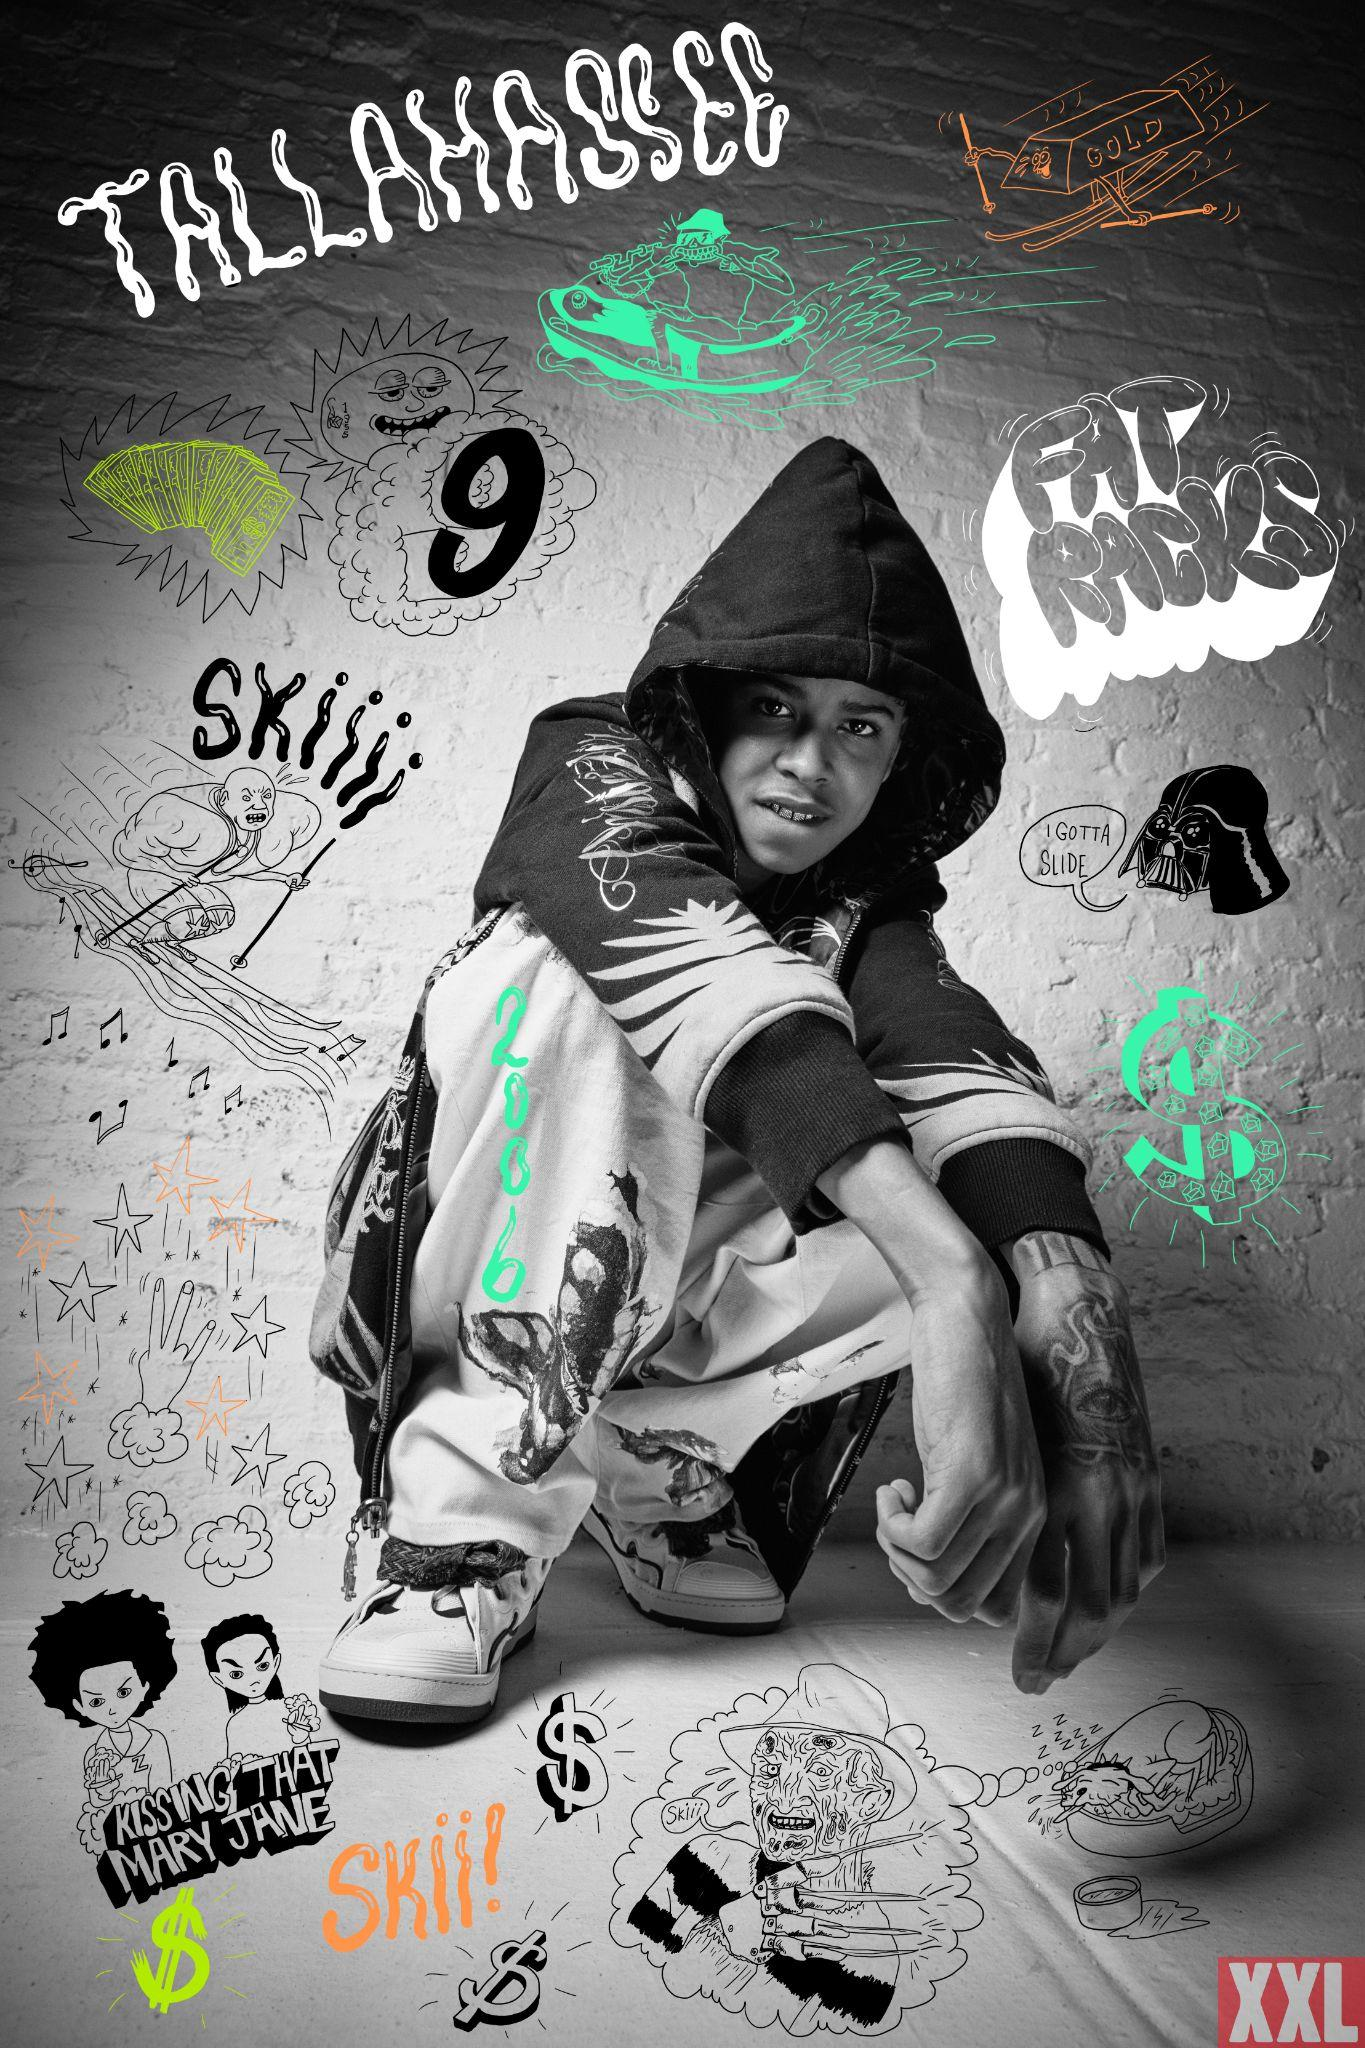 TALLAHASSEE
GOLD
9
FAT
RACKS
SKiiii
I GOTTA
SLIDE
2006
KISSING THAT
MARY JANE
SKiii
SKii!
$
$
$
Z Z Z Z Z Z Z
XXL